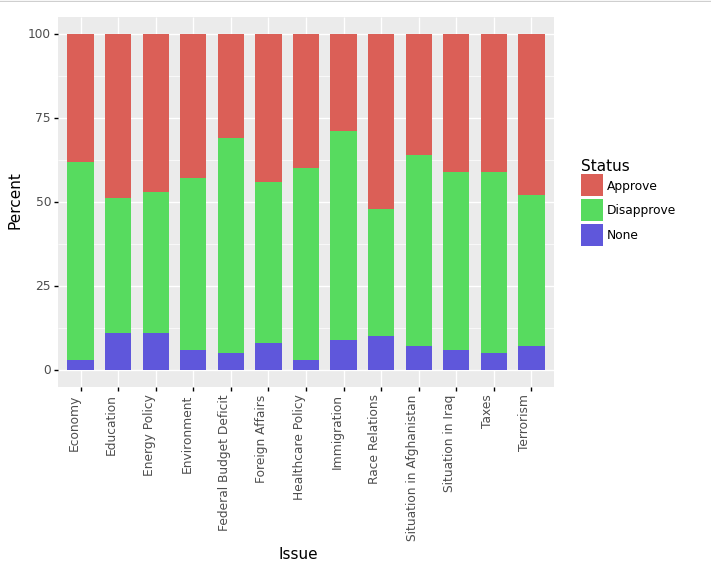 100
75
50
25
0
Percent
Economy
Education
Energy Policy
Environment
Federal Budget Deficit
Foreign Affairs
Healthcare Policy
Immigration
Race Relations
Situation in Afghanistan
Situation in Iraq
Taxes
Terrorism
Issue
Status
Approve
Disapprove
None